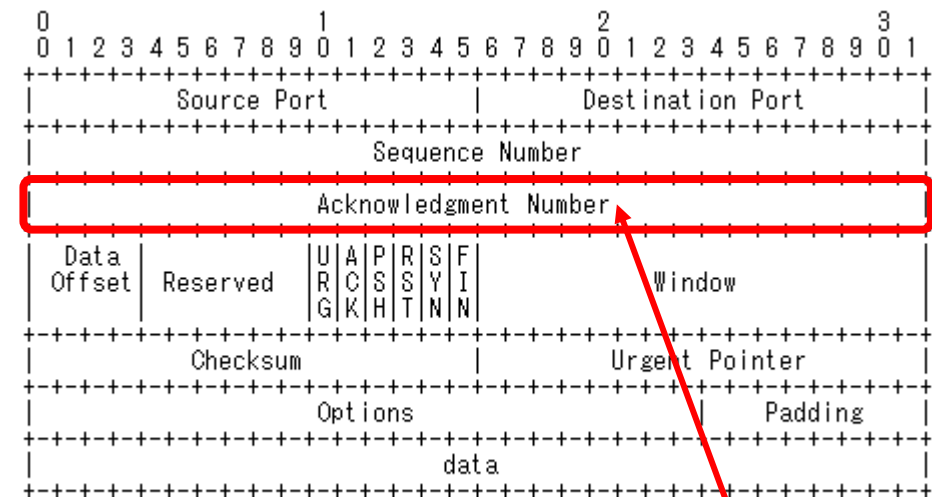 0                   1                   2                   3
0 1 2 3 4 5 6 7 8 9 0 1 2 3 4 5 6 7 8 9 0 1 2 3 4 5 6 7 8 9 0 1
+-+-+-+-+-+-+-+-+-+-+-+-+-+-+-+-+-+-+-+-+-+-+-+-+-+-+-+-+-+-+-+-+
|          Source Port          |       Destination Port        |
+-+-+-+-+-+-+-+-+-+-+-+-+-+-+-+-+-+-+-+-+-+-+-+-+-+-+-+-+-+-+-+-+
|                        Sequence Number                        |
+-+-+-+-+-+-+-+-+-+-+-+-+-+-+-+-+-+-+-+-+-+-+-+-+-+-+-+-+-+-+-+-+
|                    Acknowledgment Number                      |
+-+-+-+-+-+-+-+-+-+-+-+-+-+-+-+-+-+-+-+-+-+-+-+-+-+-+-+-+-+-+-+-+
|  Data |           |U|A|P|R|S|F|                               |
| Offset| Reserved  |R|C|S|S|Y|I|            Window             |
|       |           |G|K|H|T|N|N|                               |
+-+-+-+-+-+-+-+-+-+-+-+-+-+-+-+-+-+-+-+-+-+-+-+-+-+-+-+-+-+-+-+-+
|           Checksum            |         Urgent Pointer        |
+-+-+-+-+-+-+-+-+-+-+-+-+-+-+-+-+-+-+-+-+-+-+-+-+-+-+-+-+-+-+-+-+
|                    Options                    |    Padding    |
+-+-+-+-+-+-+-+-+-+-+-+-+-+-+-+-+-+-+-+-+-+-+-+-+-+-+-+-+-+-+-+-+
|                             data                              |
+-+-+-+-+-+-+-+-+-+-+-+-+-+-+-+-+-+-+-+-+-+-+-+-+-+-+-+-+-+-+-+-+